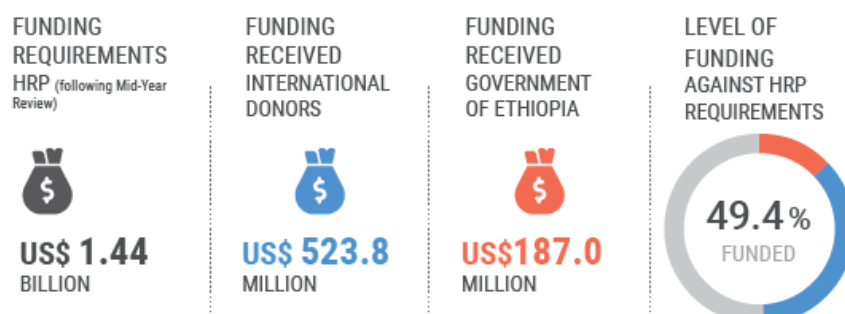 FUNDING
REQUIREMENTS
HRP (following Mid-Year
Review)
$
US$ 1.44
BILLION
FUNDING
RECEIVED
INTERNATIONAL
DONORS
$
US$ 523.8
MILLION
FUNDING
RECEIVED
GOVERNMENT
OF ETHIOPIA
$
US$187.0
MILLION
LEVEL OF
FUNDING
AGAINST HRP
REQUIREMENTS
49.4%
FUNDED